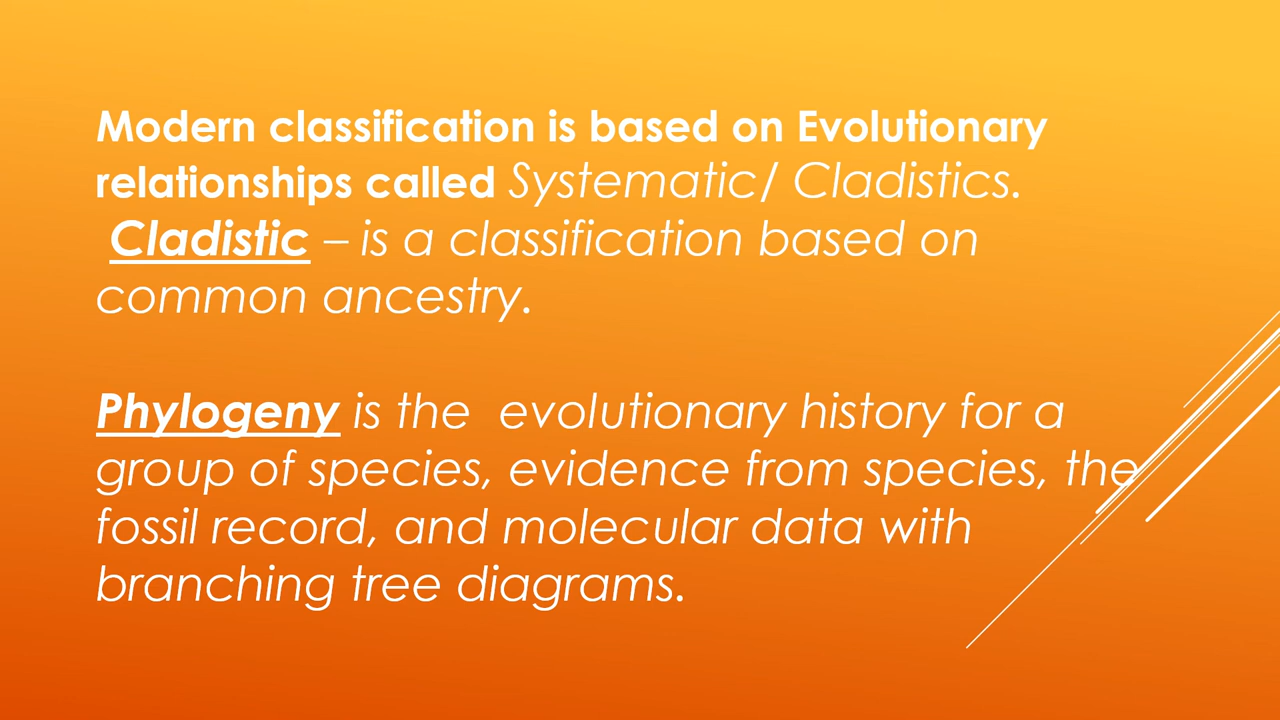 Modern classification is based on Evolutionary
relationships called Systematic/ Cladistics.
Cladistic – is a classification based on
common ancestry.
Phylogeny is the  evolutionary history for a
group of species, evidence from species, the
fossil record, and molecular data with
branching tree diagrams.